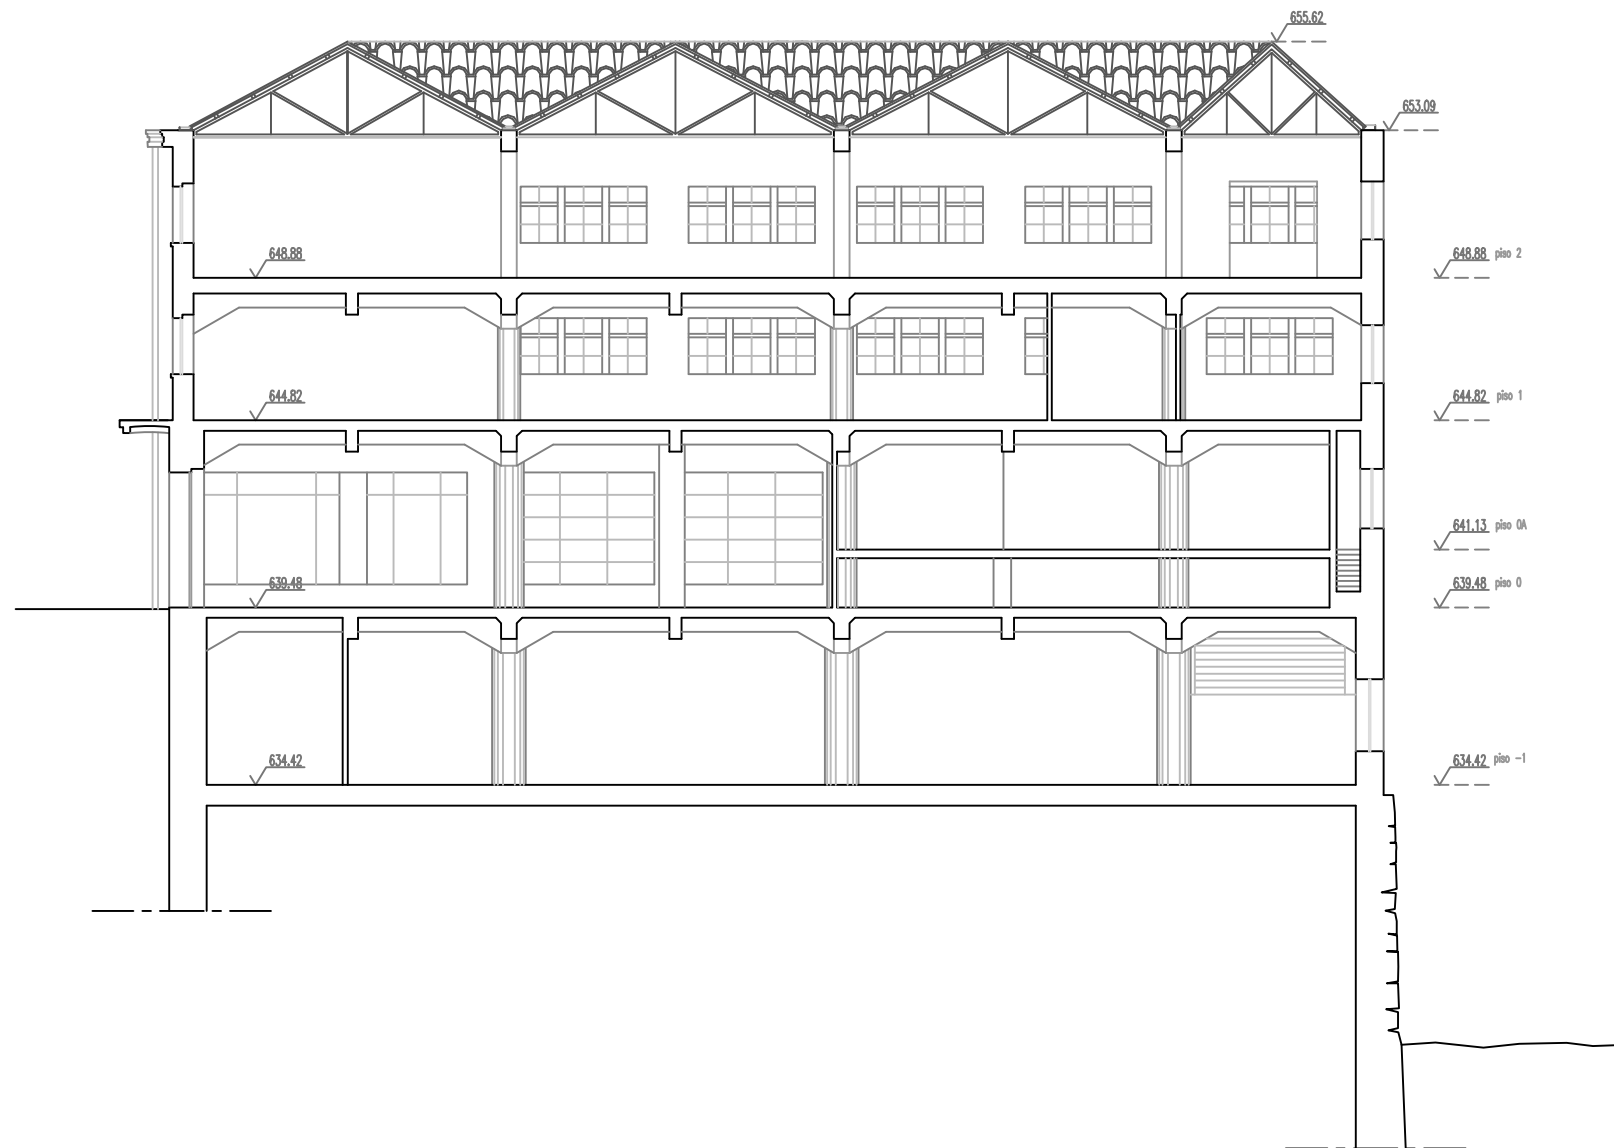 655.62
653.09
648.88
648.88 piso 2
644.82
644.82 piso 1
641.13 piso 0A
639.48
639.48 piso 0
634.42
634.42 piso -1